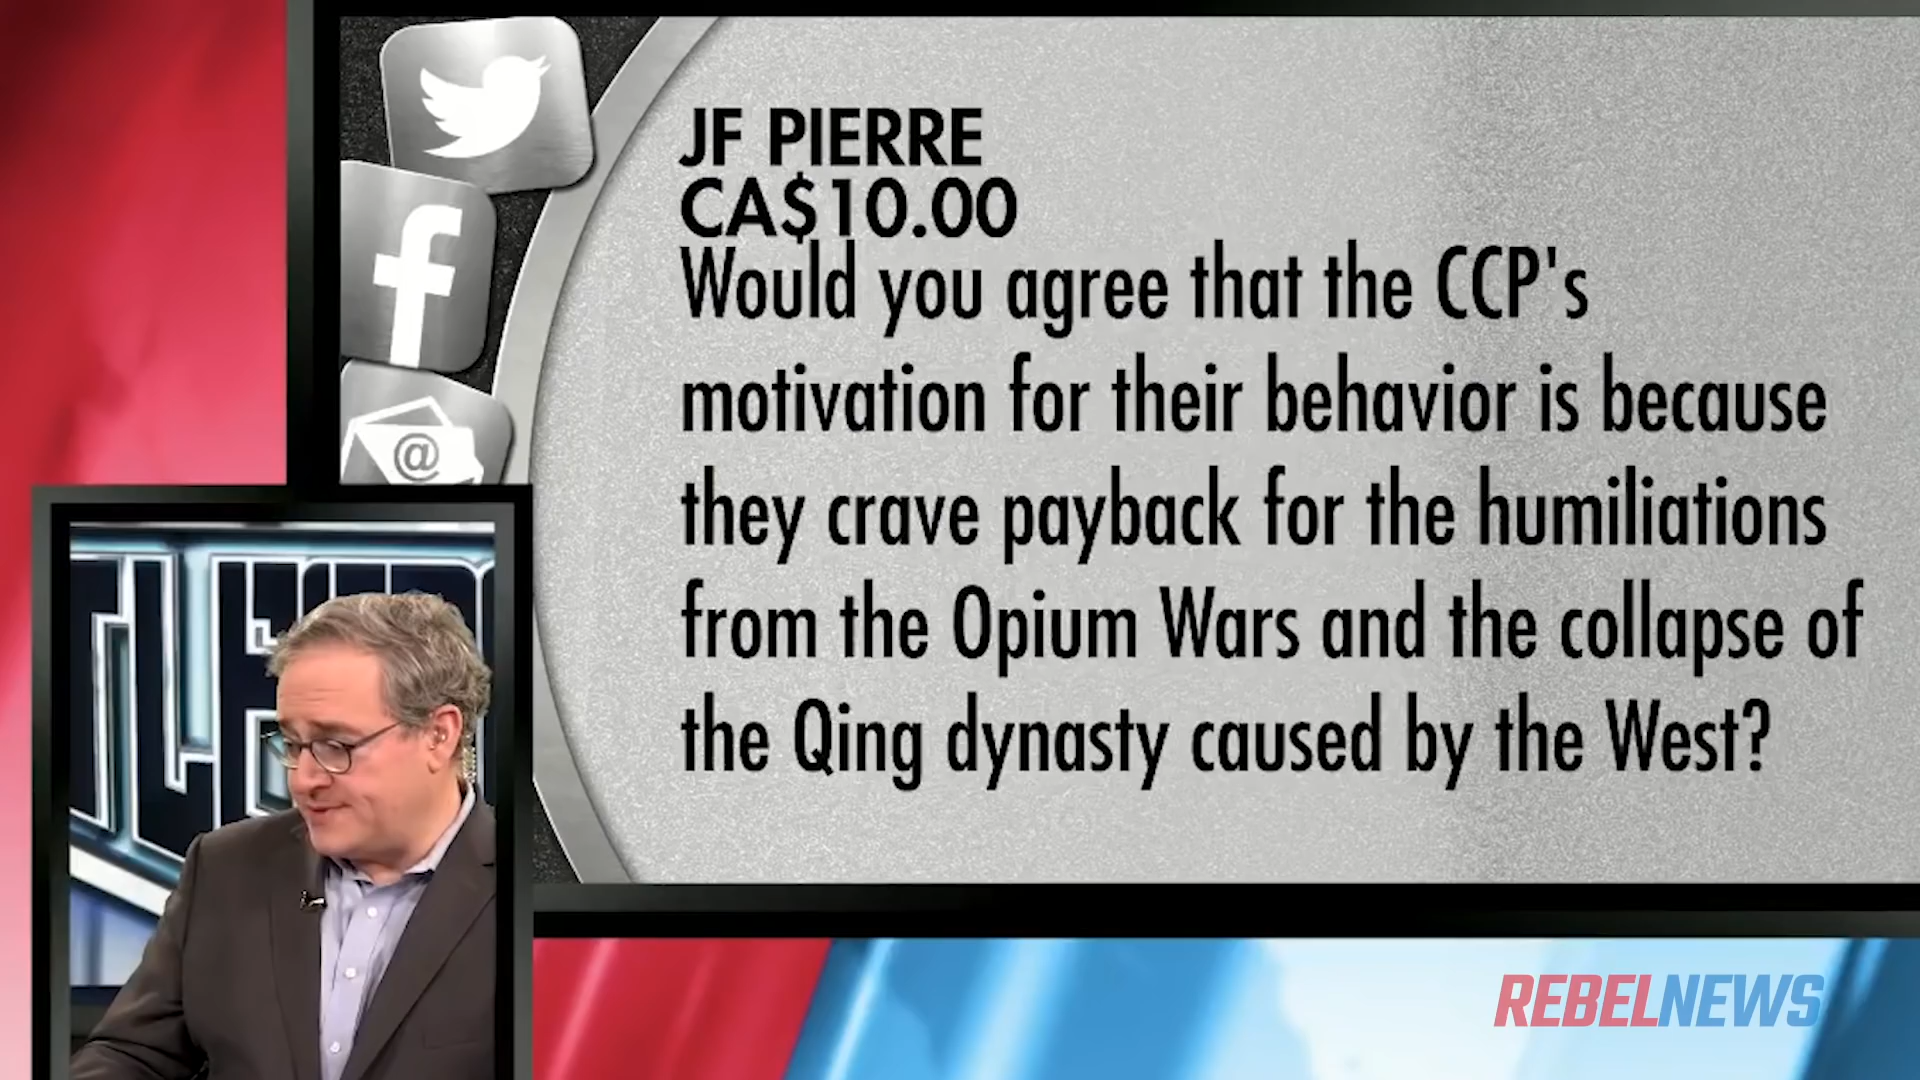 JF PIERRE
CA$10.00
Would you agree that the CCP's
motivation for their behavior is because
they crave payback for the humiliations
from the Opium Wars and the collapse of
the Qing dynasty caused by the West?
@
REBELNEWS